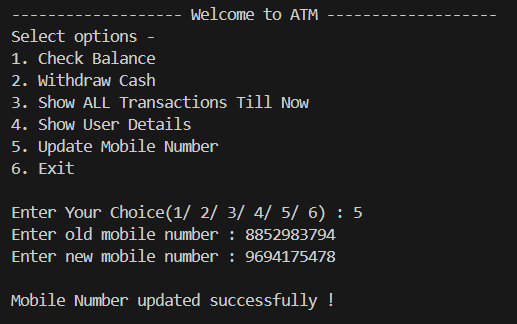 ------------------- Welcome to ATM -------------------
Select options -
1. Check Balance
2. Withdraw Cash
3. Show ALL Transactions Till Now
4. Show User Details
5. Update Mobile Number
6. Exit
Enter Your Choice(1/ 2/ 3/ 4/ 5/ 6) : 5
Enter old mobile number : 8852983794
Enter new mobile number : 9694175478
Mobile Number updated successfully !